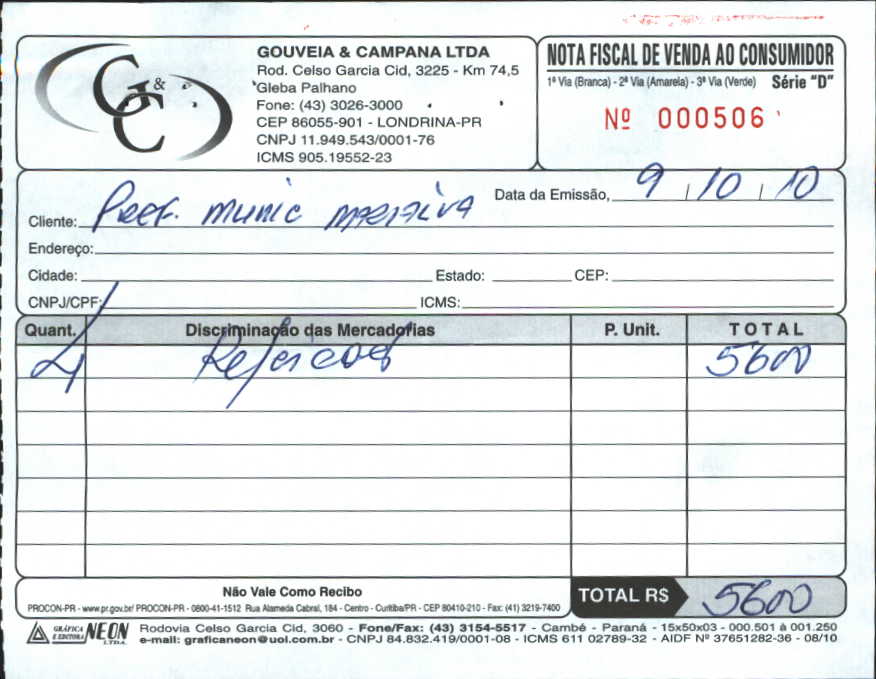 GOUVEIA & CAMPANA LTDA
Rod. Celso Garcia Cid, 3225 - Km 74,5
Gleba Palhano
Fone: (43) 3026-3000
CEP 86055-901 - LONDRINA-PR
CNPJ 11.949.543/0001-76
ICMS 905.19552-23
G&C
NOTA FISCAL DE VENDA AO CONSUMIDOR
1ª Via (Branca) - 2ª Via (Amarela) - 3ª Via (Verde) Série "D"
Nº 000506
Data da Emissão, 9 / 10 / 10
Cliente: Pref. Munic
Endereço:
Cidade: Estado: CEP:
CNPJ/CPF: ICMS:
Quant. Discriminação das Mercadorias P. Unit. TOTAL
4 Refeicoes 5600
Não Vale Como Recibo
PROCON-PR - www.pr.gov.br/ PROCON-PR - 0800-41-1512 Rua Alameda Cabral, 184 - Centro - Curitiba/PR - CEP 80410-210 - Fax: (41) 3219-7400
TOTAL R$ 5600
GRÁFICA E EDITORA NEON LTDA.
Rodovia Celso Garcia Cid, 3060 - Fone/Fax: (43) 3154-5517 - Cambé - Paraná - 15x50x03 - 000.501 à 001.250
e-mail: graficaneon@uol.com.br - CNPJ 84.832.419/0001-08 - ICMS 611 02789-32 - AIDF Nº 37651282-36 - 08/10